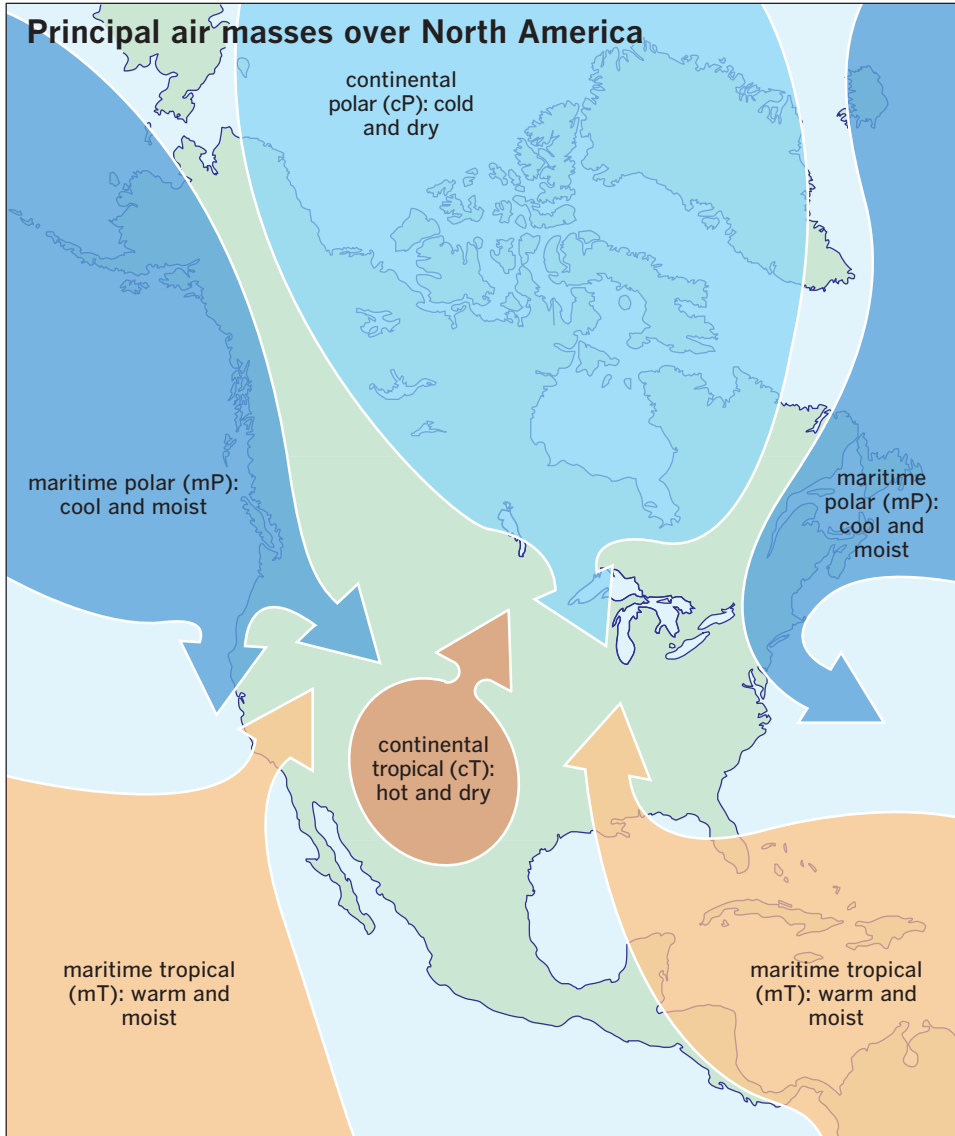 Principal air masses over North America
continental
polar (cP): cold
and dry
maritime polar (mP):
cool and moist
maritime
polar (mP):
cool and
moist
continental
tropical (cT):
hot and dry
maritime tropical
(mT): warm and
moist
maritime tropical
(mT): warm and
moist